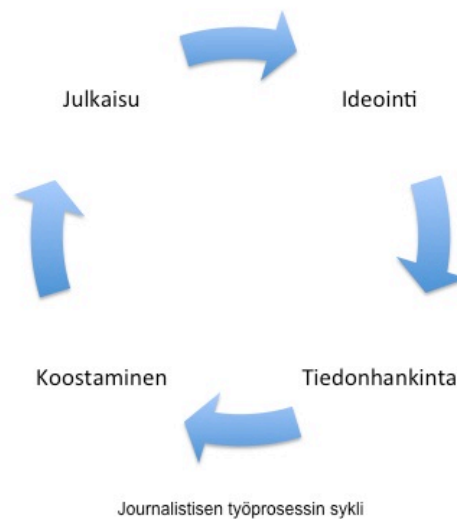 Julkaisu
Ideointi
Koostaminen
Tiedonhankinta
Journalistisen työprosessin sykli